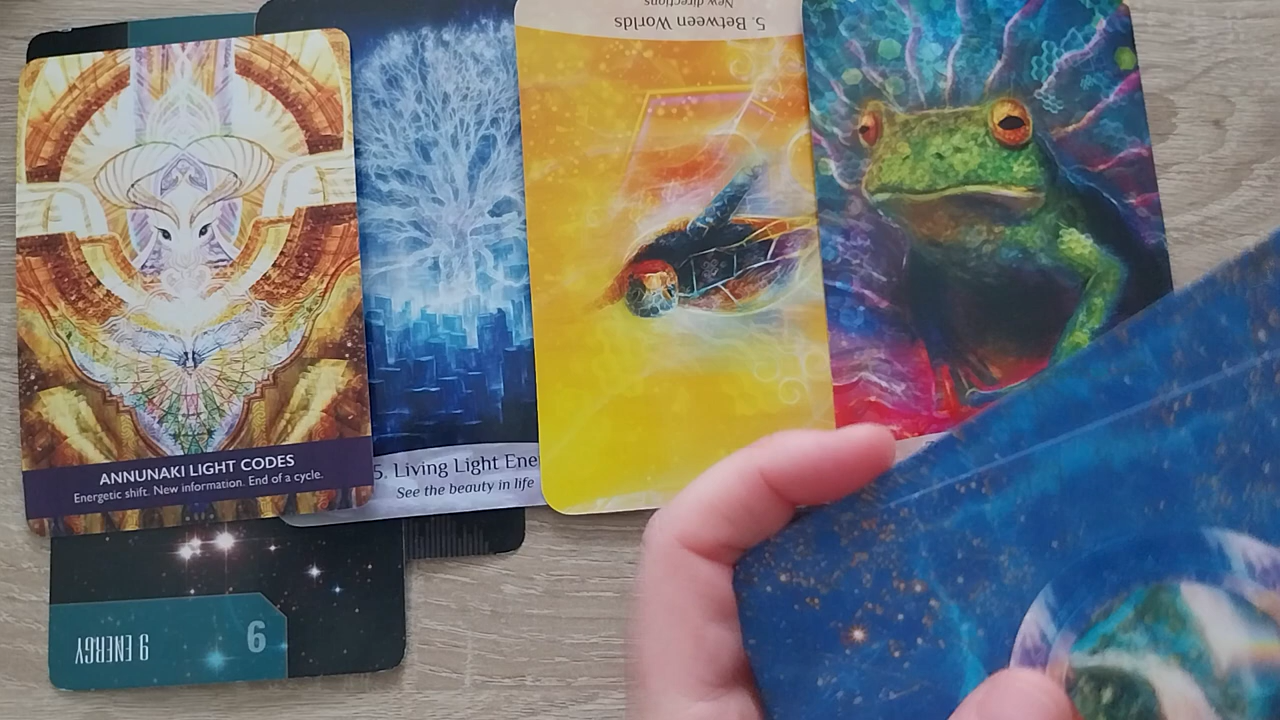 New directions
5. Between Worlds
ANNUNAKI LIGHT CODES
Energetic shift. New information. End of a cycle.
5. Living Light Ene
See the beauty in life
9 ENERGY
9